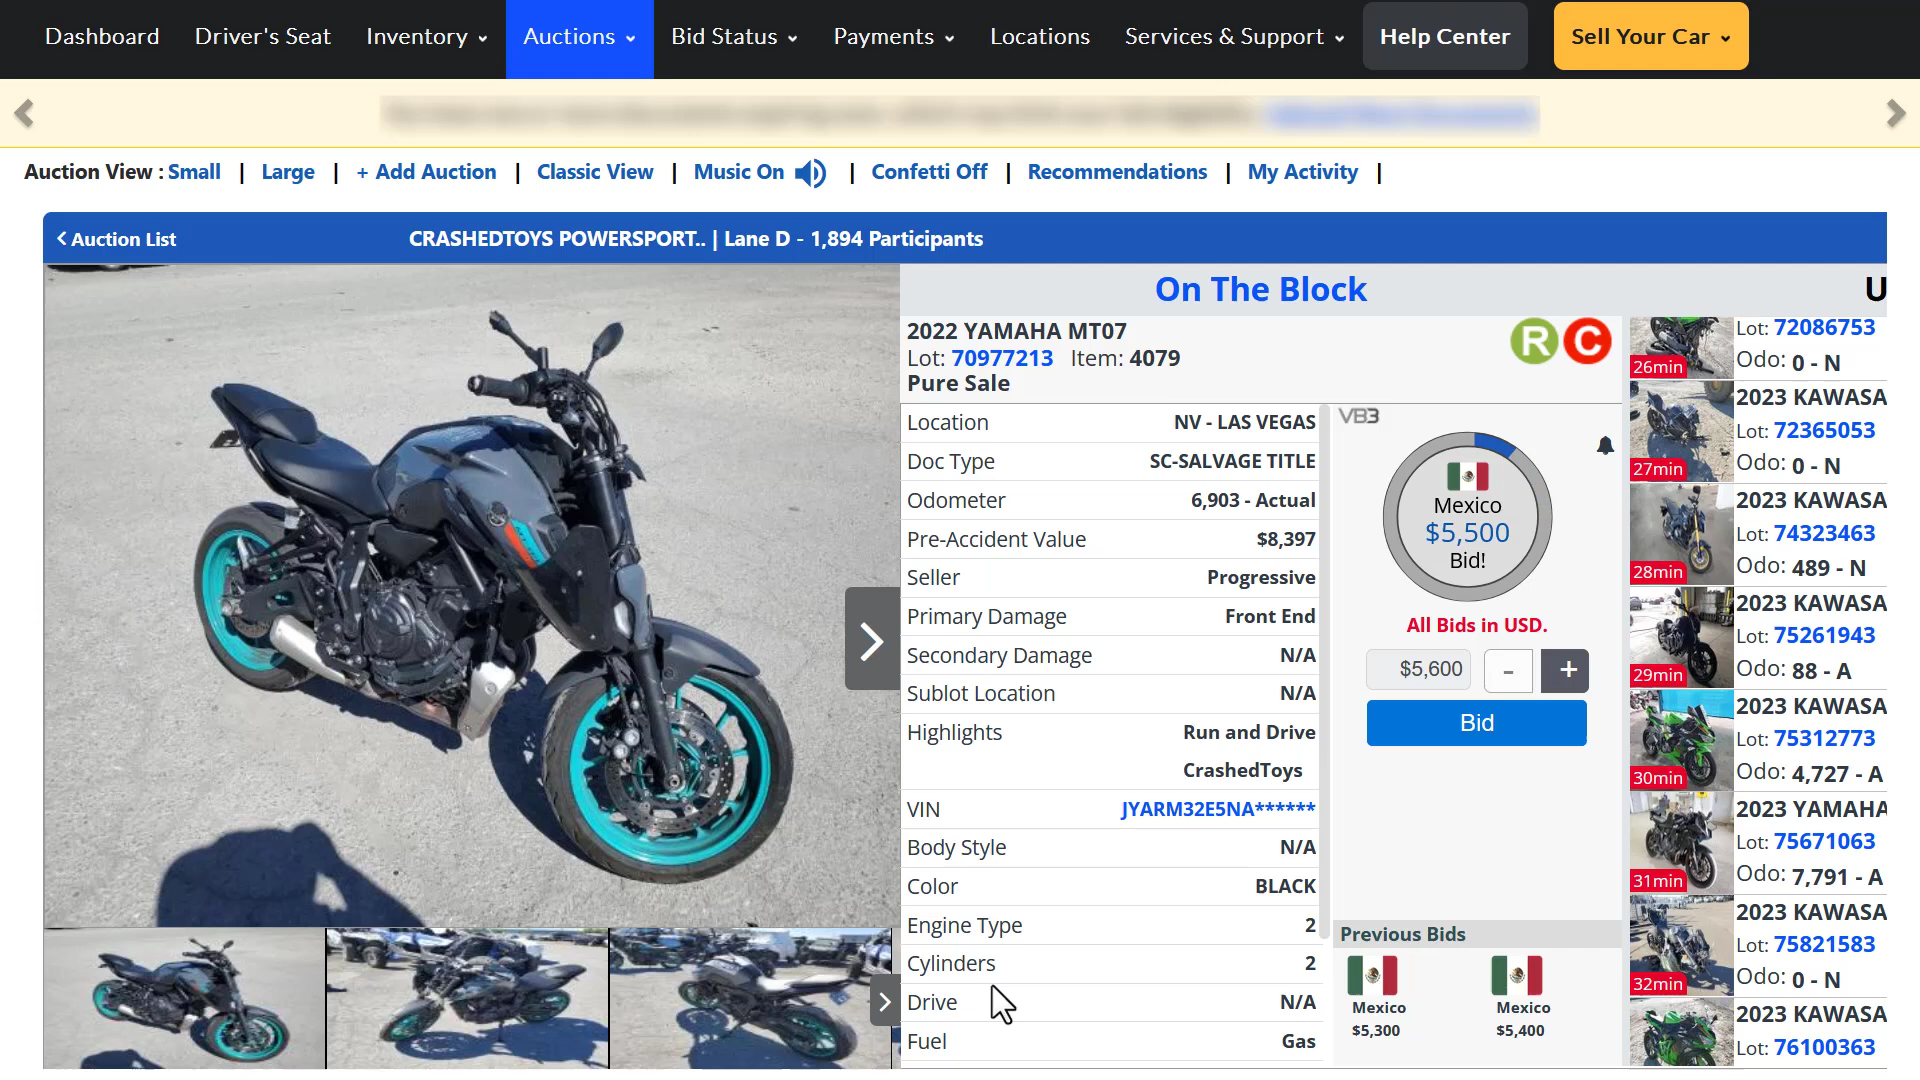 Dashboard Driver's Seat Inventory Auctions Bid Status Payments Locations Services & Support Help Center Sell Your Car
Auction View : Small | Large | + Add Auction | Classic View | Music On | Confetti Off | Recommendations | My Activity |
Auction List
CRASHEDTOYS POWERSPORT.. | Lane D - 1,894 Participants
On The Block
U
2022 YAMAHA MT07
Lot: 70977213 Item: 4079
Pure Sale
R C
Location NV - LAS VEGAS
Doc Type SC-SALVAGE TITLE
Odometer 6,903 - Actual
Pre-Accident Value $8,397
Seller Progressive
Primary Damage Front End
Secondary Damage N/A
Sublot Location N/A
Highlights Run and Drive
CrashedToys
VIN JYARM32E5NA******
Body Style N/A
Color BLACK
Engine Type 2
Cylinders 2
Drive N/A
Fuel Gas
VB3
Mexico
$5,500
Bid!
All Bids in USD.
$5,600 - +
Bid
Previous Bids
Mexico
$5,300
Mexico
$5,400
Lot: 72086753
26min Odo: 0 - N
2023 KAWASA
Lot: 72365053
27min Odo: 0 - N
2023 KAWASA
Lot: 74323463
28min Odo: 489 - N
2023 KAWASA
Lot: 75261943
29min Odo: 88 - A
2023 KAWASA
Lot: 75312773
30min Odo: 4,727 - A
2023 YAMAHA
Lot: 75671063
31min Odo: 7,791 - A
2023 KAWASA
Lot: 75821583
32min Odo: 0 - N
2023 KAWASA
Lot: 76100363